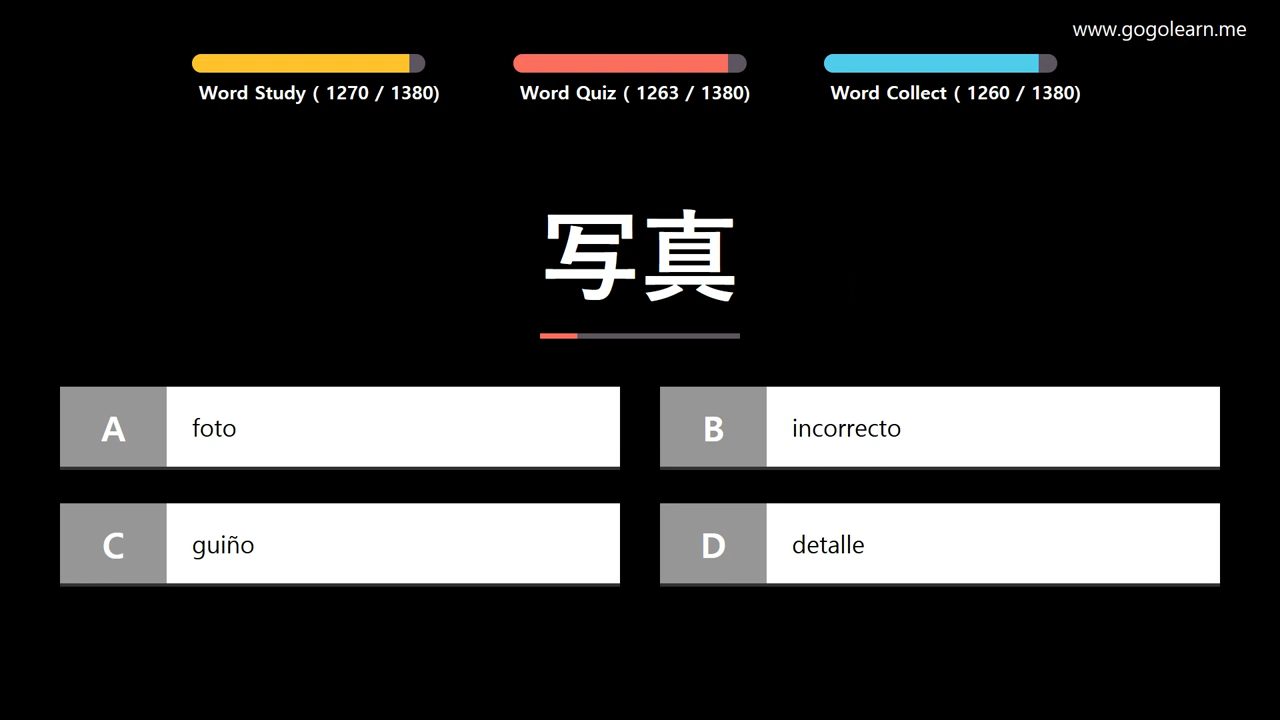 www.gogolearn.me
Word Study ( 1270 / 1380)
Word Quiz ( 1263 / 1380)
Word Collect ( 1260 / 1380)
写真
A foto
B incorrecto
C guiño
D detalle